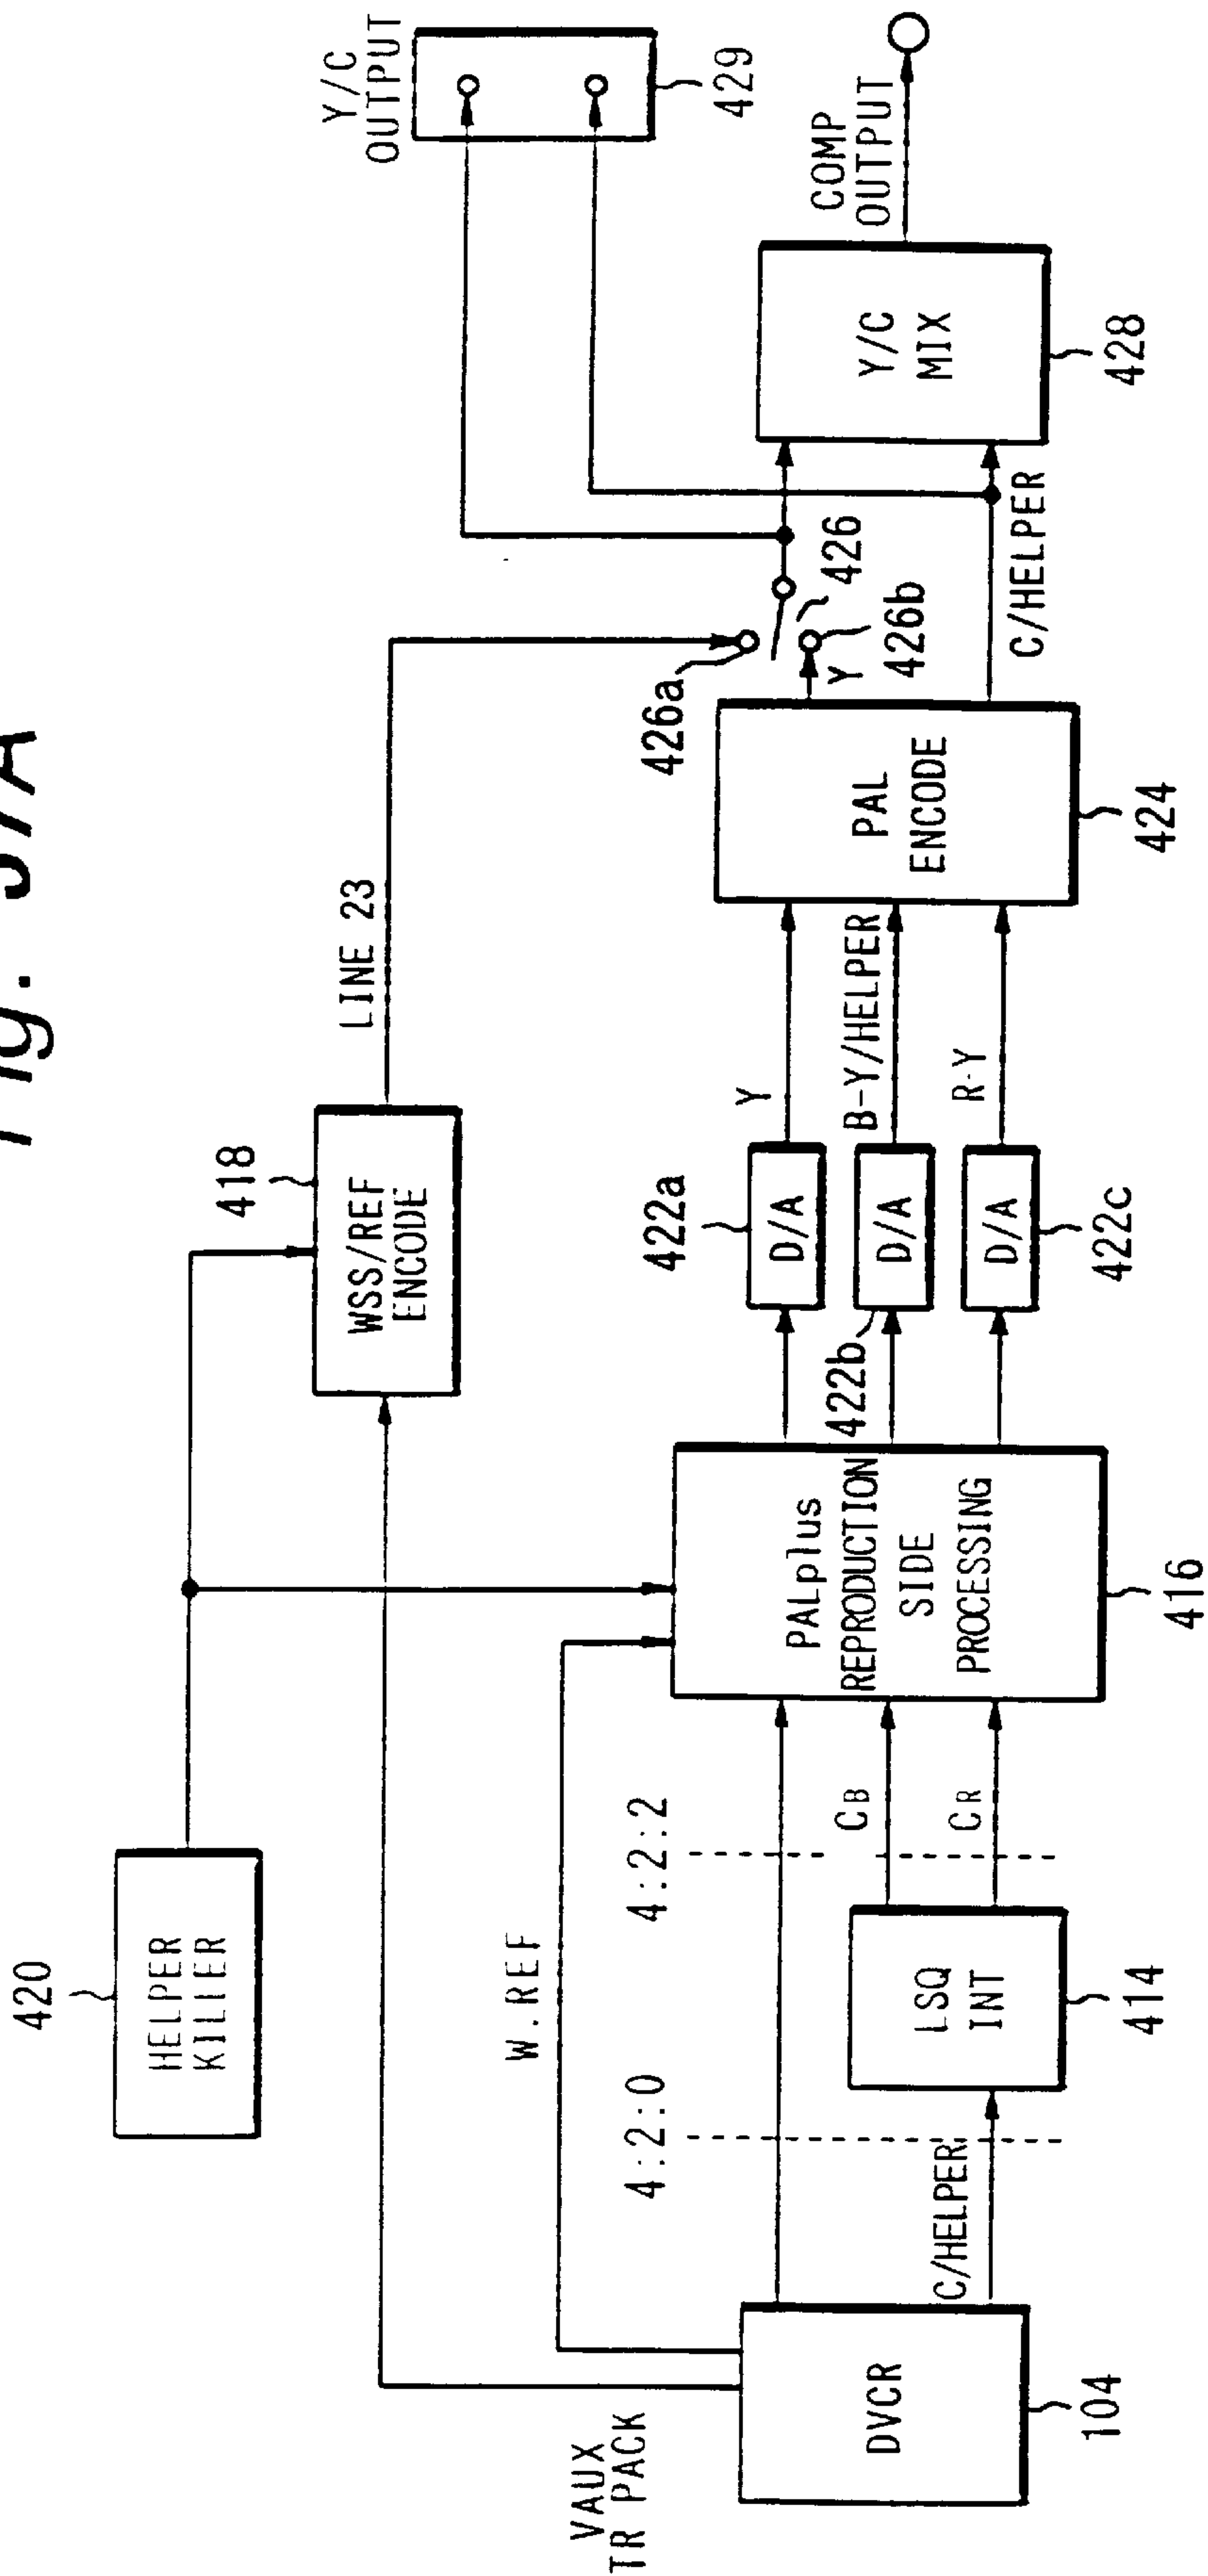 420
HELPER
KILLER
418
WSS/REF
ENCODE
LINE 23
Y/C
OUTPUT
429
VAUX
TR PACK
W.REF
4:2:0
4:2:2
DVCR
104
C/HELPER
LSQ
INT
414
CB
CR
PALplus
REPRODUCTION
SIDE
PROCESSING
416
422a
D/A
422b
D/A
D/A
422c
Y
B-Y/HELPER
R-Y
PAL
ENCODE
424
426a
Y
426b
426
C/HELPER
Y/C
MIX
428
COMP
OUTPUT